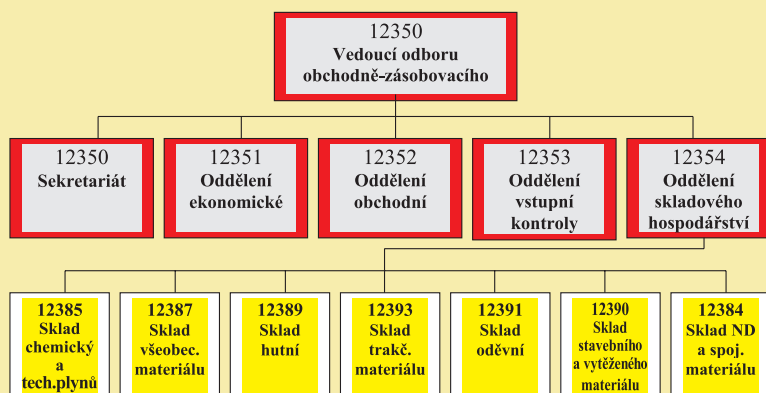 12350
Vedoucí odboru
obchodně-zásobovacího
12350
Sekretariát
12351
Oddělení
ekonomické
12352
Oddělení
obchodní
12353
Oddělení
vstupní
kontroly
12354
Oddělení
skladového
hospodářství
12385
Sklad
chemický
a
tech.plynů
12387
Sklad
všeobec.
materiálu
12389
Sklad
hutní
12393
Sklad
trakč.
materiálu
12391
Sklad
oděvní
12390
Sklad
stavebního
a vytěženého
materiálu
12384
Sklad ND
a spoj.
materiálu